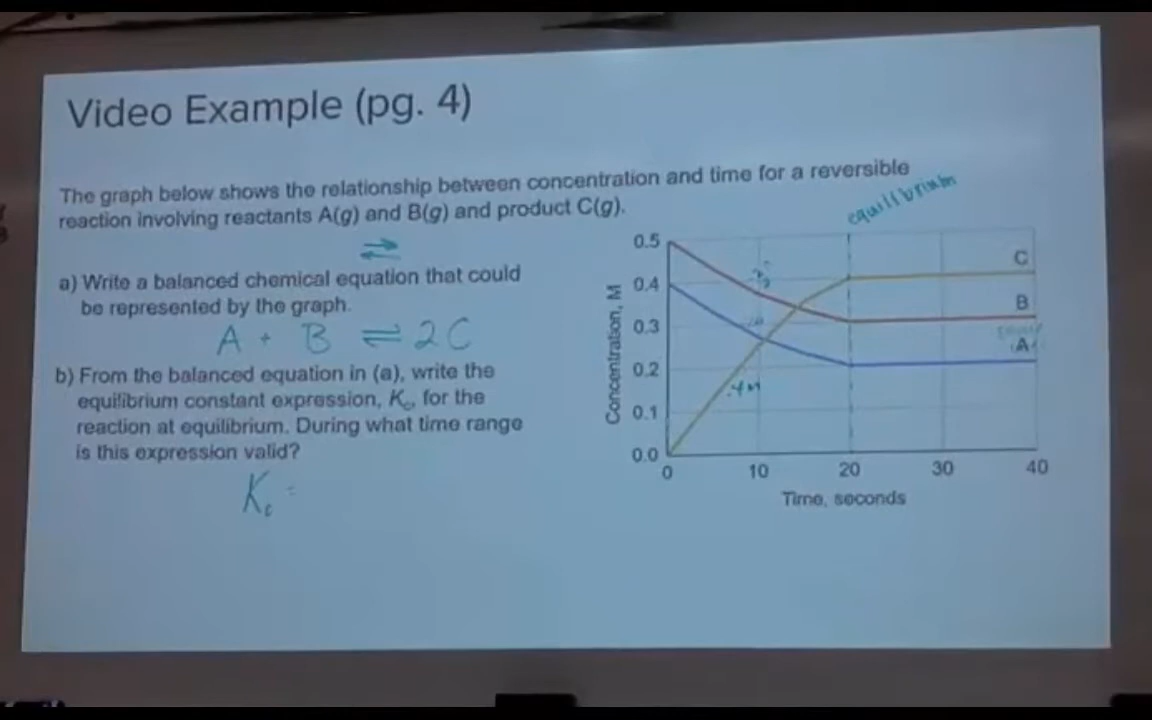 Video Example (pg. 4)
The graph below shows the relationship between concentration and time for a reversible
reaction involving reactants A(g) and B(g) and product C(g).
⇌
equilibrium
a) Write a balanced chemical equation that could
be represented by the graph.
A + B ⇌ 2C
b) From the balanced equation in (a), write the
equilibrium constant expression, Kc, for the
reaction at equilibrium. During what time range
is this expression valid?
Kc =
Concentration, M
0.5
0.4
0.3
0.2
0.1
0.0
C
B
A
.4M
0 10 20 30 40
Time, seconds